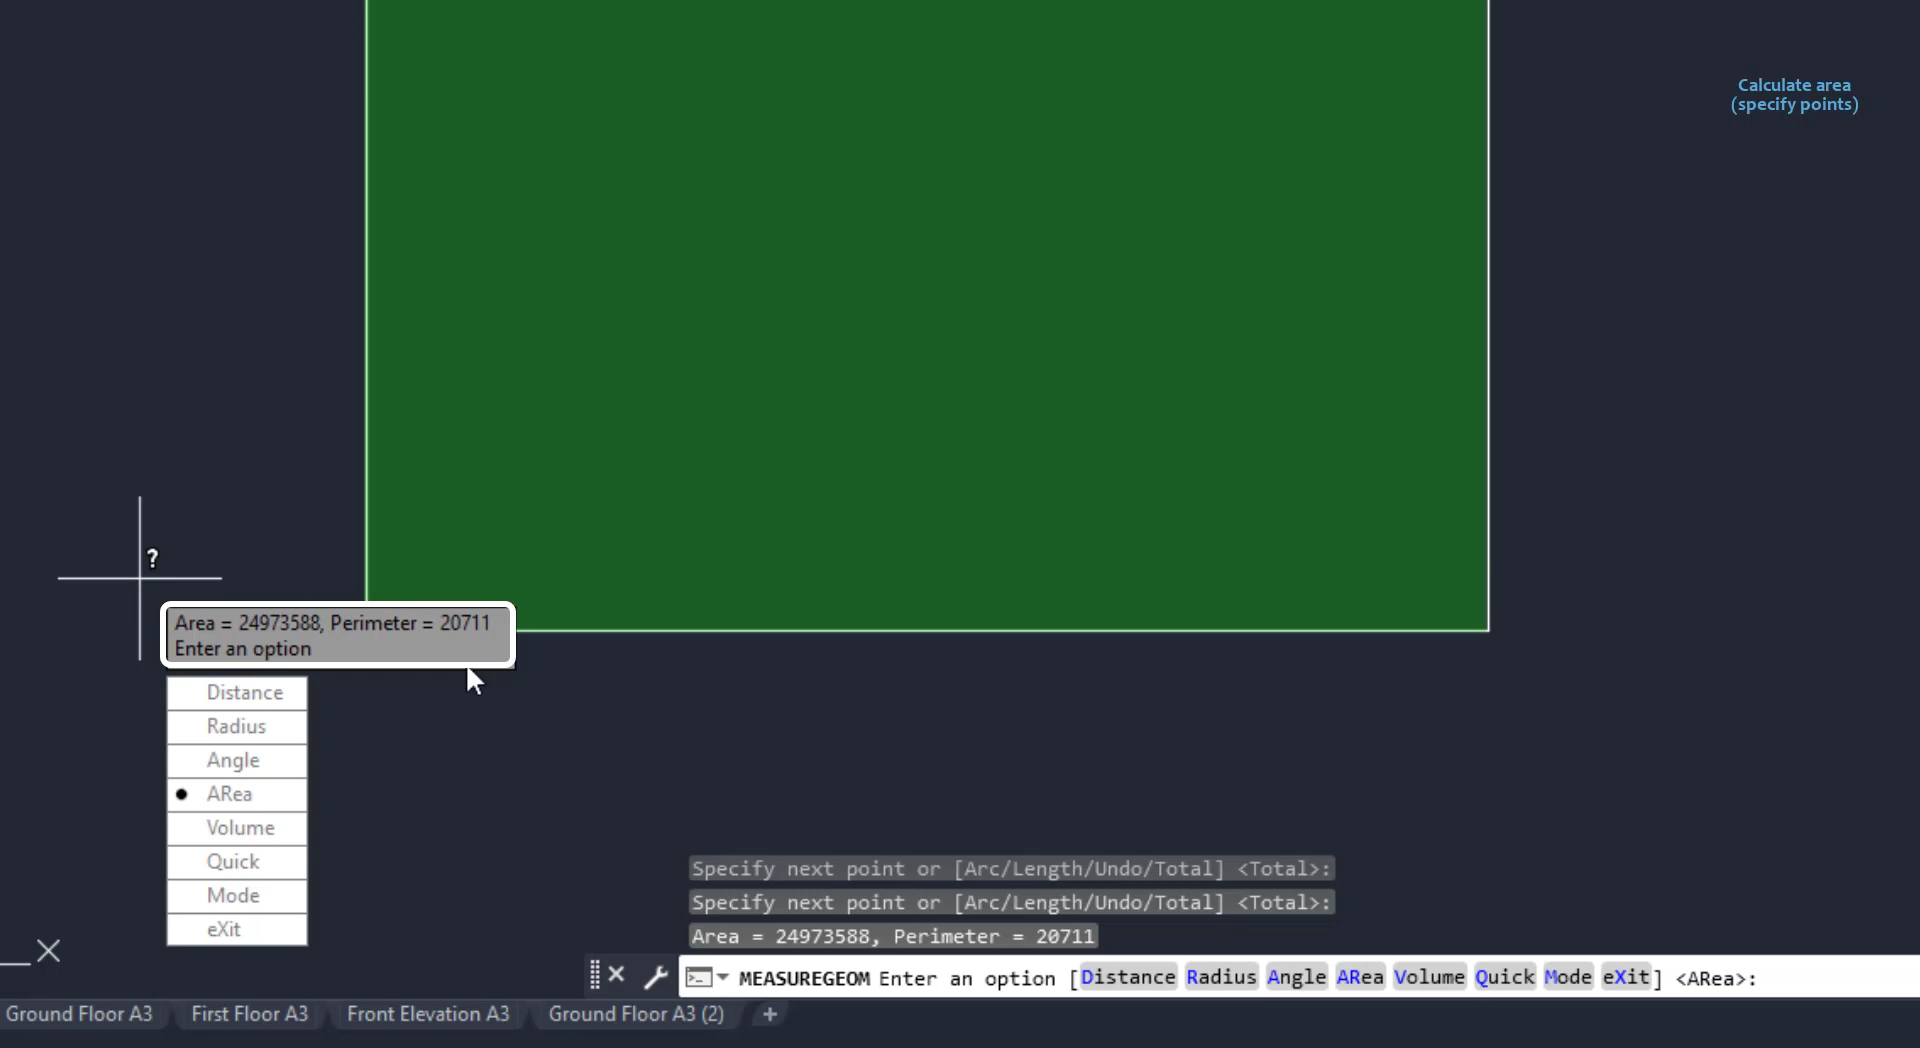 Calculate area
(specify points)
?
Area = 24973588, Perimeter = 20711
Enter an option
Distance
Radius
Angle
ARea
Volume
Quick
Mode
eXit
Specify next point or [Arc/Length/Undo/Total] <Total>:
Specify next point or [Arc/Length/Undo/Total] <Total>:
Area = 24973588, Perimeter = 20711
MEASUREGEOM Enter an option [Distance Radius Angle ARea Volume Quick Mode eXit] <ARea>:
Ground Floor A3 First Floor A3 Front Elevation A3 Ground Floor A3 (2) +